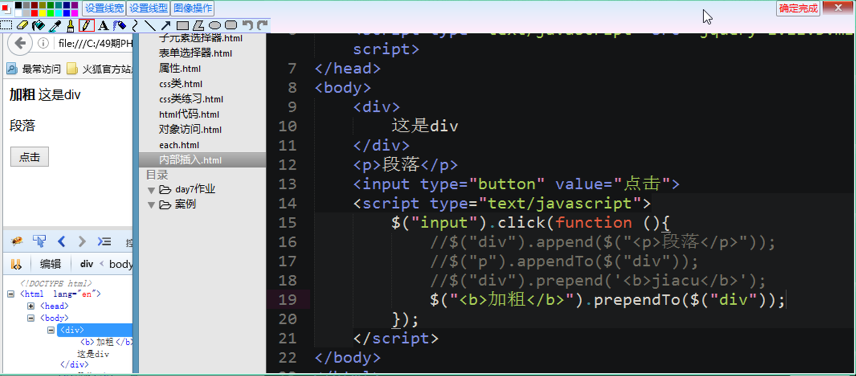 设置线宽 设置线型 图像操作 确定完成
file:///C:/49期PH
最常访问 火狐官方站点
加粗 这是div
段落
点击
编辑 div body
<!DOCTYPE html>
<html lang="en">
<head>
<body>
<div>
<b>加粗</b>
这是div
</div>
子元素选择器.html
表单选择器.html
属性.html
css类.html
css类练习.html
html代码.html
对象访问.html
each.html
内部插入.html
目录
day7作业
案例
script>
7 </head>
8 <body>
9 <div>
10 这是div
11 </div>
12 <p>段落</p>
13 <input type="button" value="点击">
14 <script type="text/javascript">
15 $("input").click(function (){
16 //$("div").append($("<p>段落</p>"));
17 //$("p").appendTo($("div"));
18 //$("div").prepend('<b>jiacu</b>');
19 $("<b>加粗</b>").prependTo($("div"));
20 });
21 </script>
22 </body>